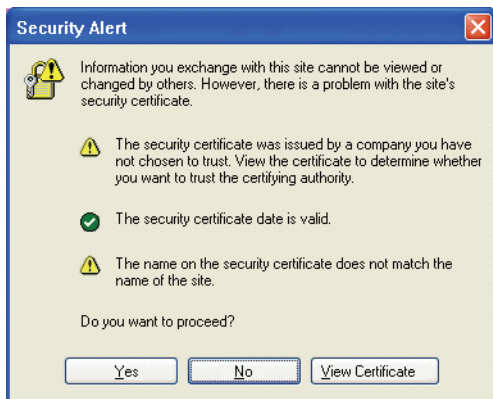 Security Alert
Information you exchange with this site cannot be viewed or
changed by others. However, there is a problem with the site's
security certificate.
The security certificate was issued by a company you have
not chosen to trust. View the certificate to determine whether
you want to trust the certifying authority.
The security certificate date is valid.
The name on the security certificate does not match the
name of the site.
Do you want to proceed?
Yes No View Certificate